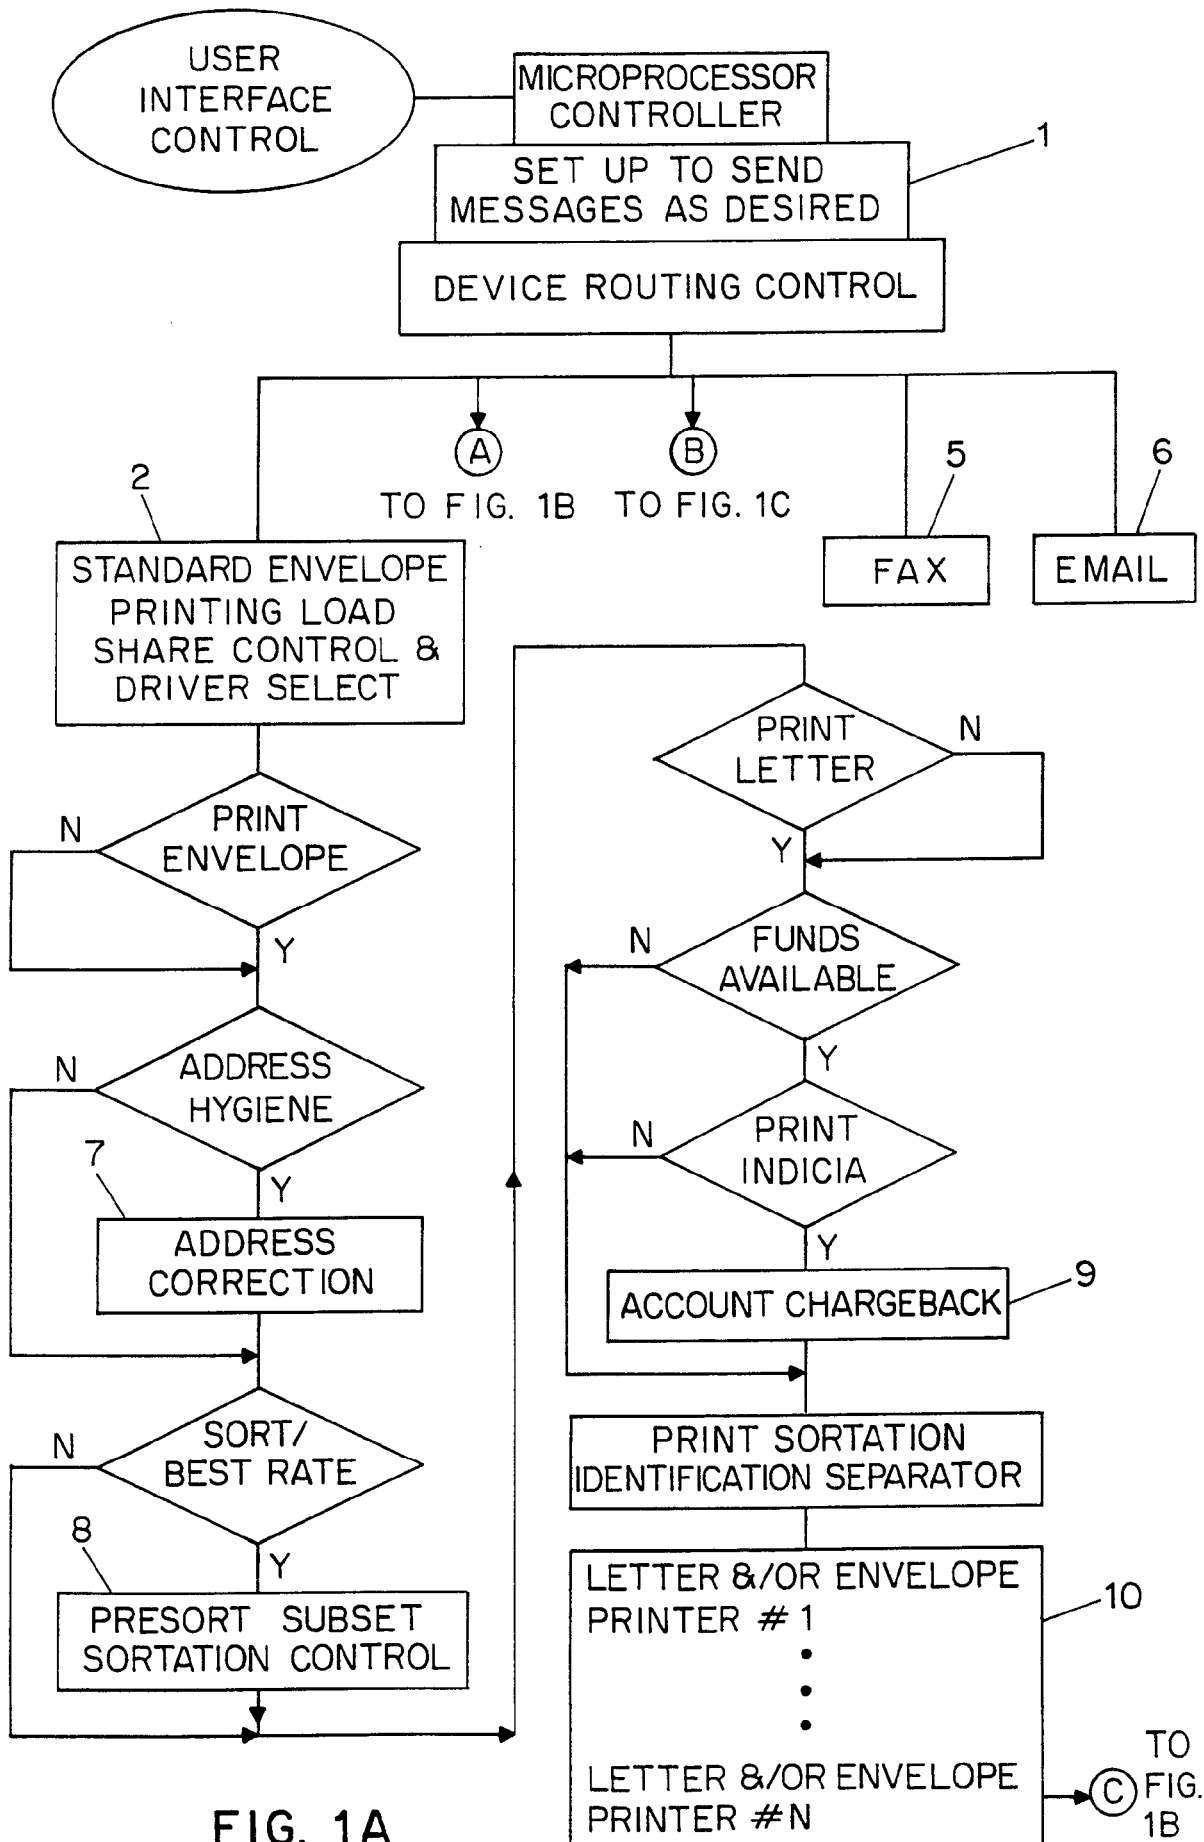 USER
INTERFACE
CONTROL
MICROPROCESSOR
CONTROLLER
1
SET UP TO SEND
MESSAGES AS DESIRED
DEVICE ROUTING CONTROL
A
B
TO FIG. 1B
TO FIG. 1C
5
6
FAX
EMAIL
2
STANDARD ENVELOPE
PRINTING LOAD
SHARE CONTROL &
DRIVER SELECT
N
PRINT
ENVELOPE
Y
N
ADDRESS
HYGIENE
7
Y
ADDRESS
CORRECTION
N
SORT/
BEST RATE
8
Y
PRESORT SUBSET
SORTATION CONTROL
PRINT
LETTER
N
Y
N
FUNDS
AVAILABLE
Y
N
PRINT
INDICIA
Y
9
ACCOUNT CHARGEBACK
PRINT SORTATION
IDENTIFICATION SEPARATOR
LETTER &/OR ENVELOPE
PRINTER #1
10
LETTER &/OR ENVELOPE
PRINTER #N
C
TO
FIG.
1B
FIG. 1A